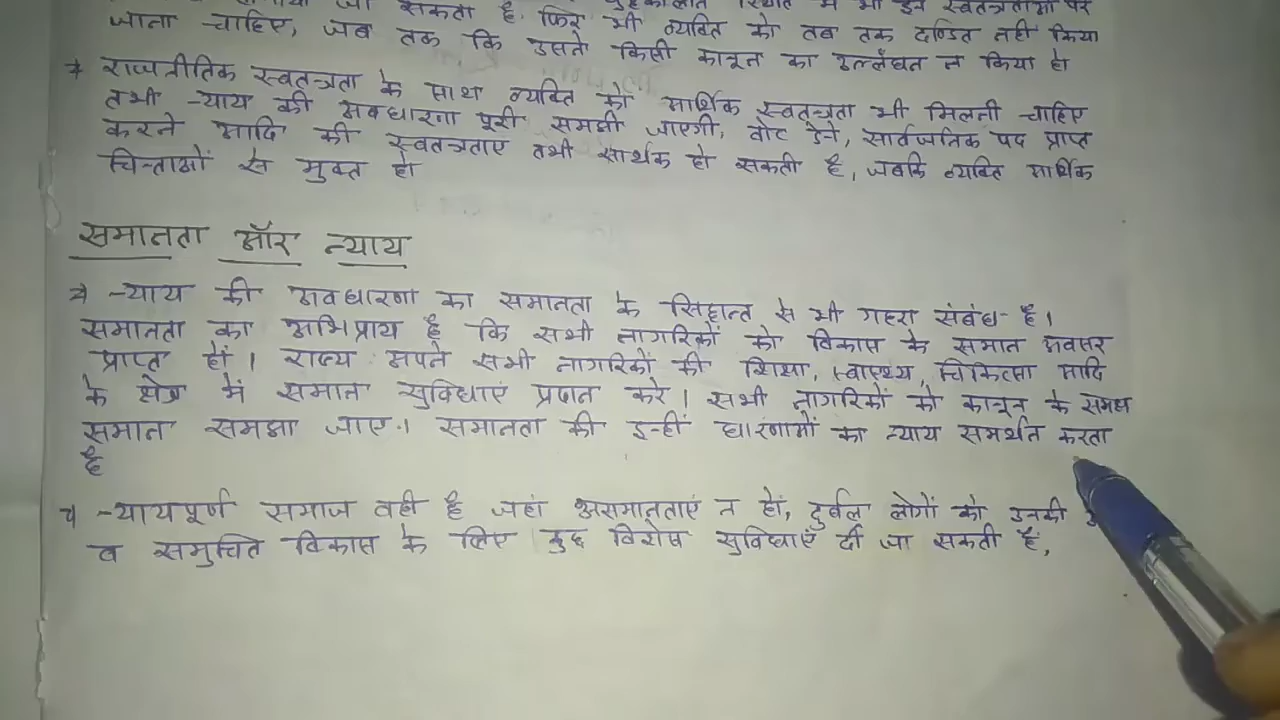 सकता है, फिर भी व्यक्ति को तब तक दण्डित नहीं किया
जाना चाहिए, जब तक कि उसने किसी कानून का उल्लंघन न किया हो
→ राजनीतिक स्वतन्त्रता के साथ व्यक्ति को आर्थिक स्वतन्त्रता भी मिलनी चाहिए
तभी न्याय की अवधारणा पूरी समझी जाएगी, वोट देने, सार्वजनिक पद प्राप्त
करने आदि की स्वतन्त्रताएं तभी सार्थक हो सकती है, जबकि व्यक्ति आर्थिक
चिन्ताओं से मुक्त हो
समानता और न्याय
→ न्याय की अवधारणा का समानता के सिद्दान्त से भी गहरा संबंध है।
समानता का अभिप्राय है कि सभी नागरिकों को विकास के समान अवसर
प्राप्त हों। राज्य अपने सभी नागरिकों की शिक्षा, स्वास्थ्य, चिकित्सा आदि
के क्षेत्र में समान सुविधाएं प्रदान करे। सभी नागरिकों को कानून के समक्ष
समान समझा जाए। समानता की इन्हीं धारणाओं का न्याय समर्थन करता
है
→ न्यायपूर्ण समाज वही है जहां असमानताएं न हों, दुर्बल लोगों को उनकी
व समुचित विकास के लिए कुछ विशेष सुविधाएँ दी जा सकती हैं,